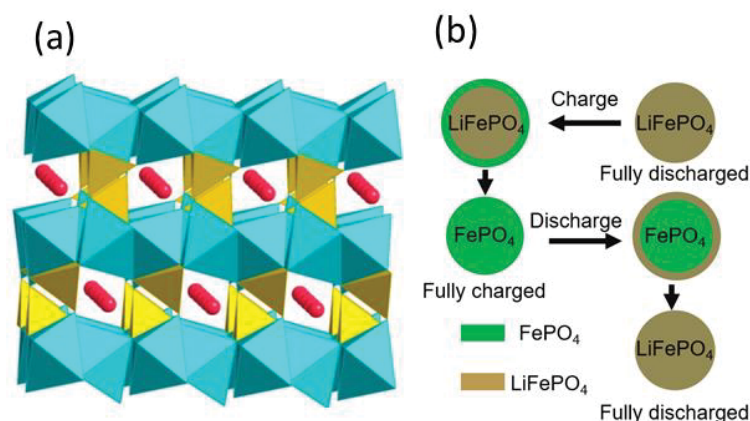 (a)
(b)
Charge
LiFePO₄
LiFePO₄
Fully discharged
Discharge
FePO₄
FePO₄
Fully charged
FePO₄
LiFePO₄
LiFePO₄
Fully discharged